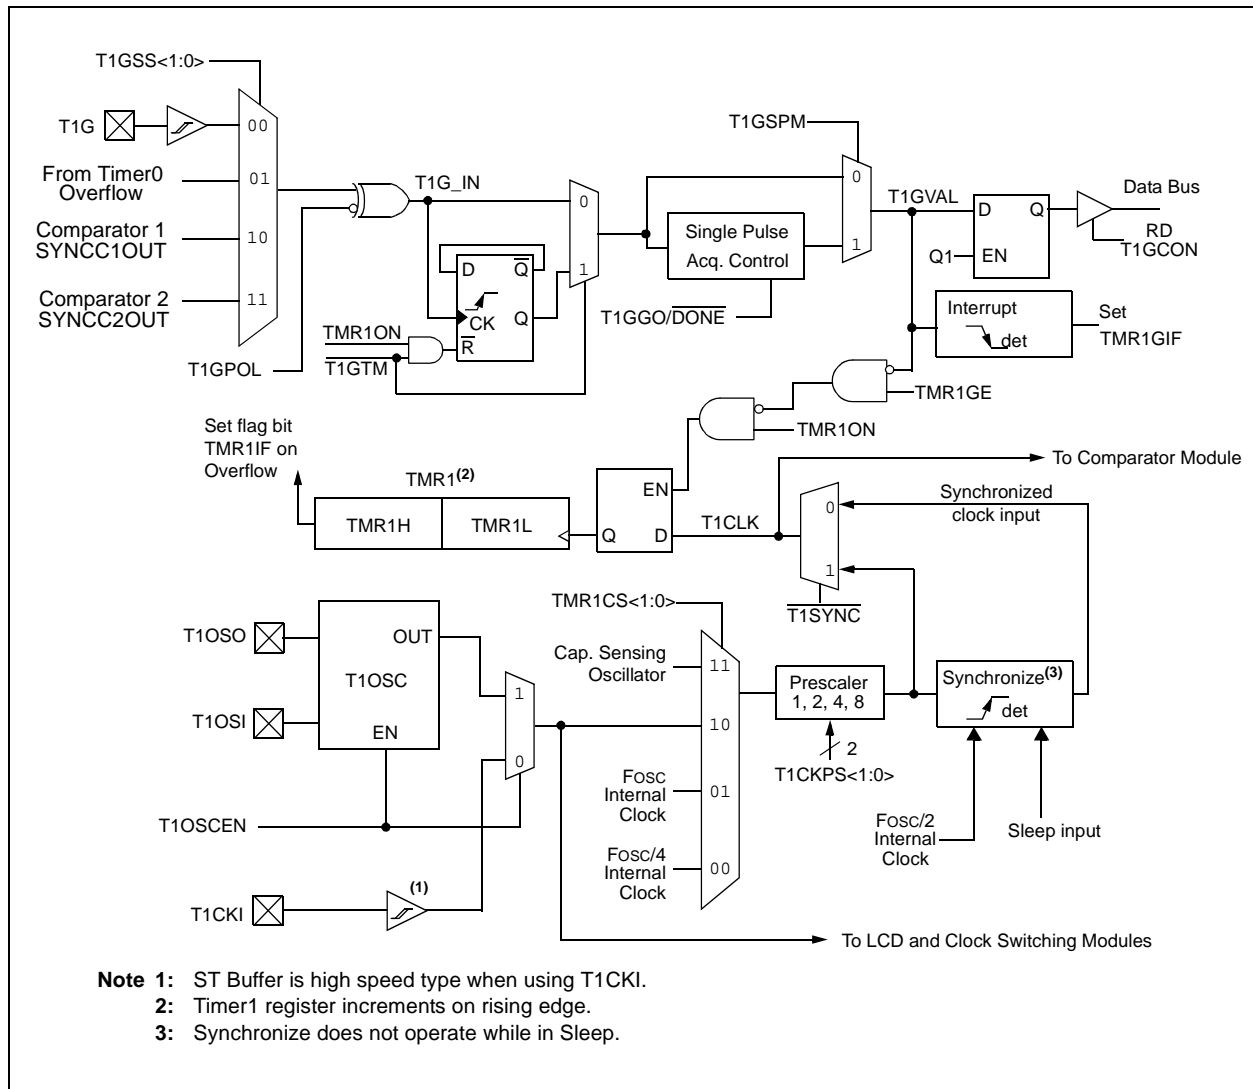 T1GSS<1:0>
T1G
00
From Timer0
Overflow
01
Comparator 1
SYNCC1OUT
10
Comparator 2
SYNCC2OUT
11
T1GPOL
T1G_IN
0
1
D
Q
CK
Q
R
TMR1ON
T1GTM
T1GSPM
0
1
Single Pulse
Acq. Control
T1GGO/DONE
T1GVAL
D
Q
Q1
EN
Data Bus
RD
T1GCON
Interrupt
det
Set
TMR1GIF
TMR1GE
TMR1ON
Set flag bit
TMR1IF on
Overflow
TMR1(2)
TMR1H
TMR1L
EN
Q
D
T1CLK
To Comparator Module
0
1
Synchronized
clock input
T1SYNC
T1OSO
T1OSI
OUT
T1OSC
EN
1
0
T1OSCEN
T1CKI
(1)
TMR1CS<1:0>
Cap. Sensing
Oscillator
11
10
FOSC
Internal
Clock
01
FOSC/4
Internal
Clock
00
Prescaler
1, 2, 4, 8
2
T1CKPS<1:0>
Synchronize(3)
det
FOSC/2
Internal
Clock
Sleep input
To LCD and Clock Switching Modules
Note 1: ST Buffer is high speed type when using T1CKI.
2: Timer1 register increments on rising edge.
3: Synchronize does not operate while in Sleep.